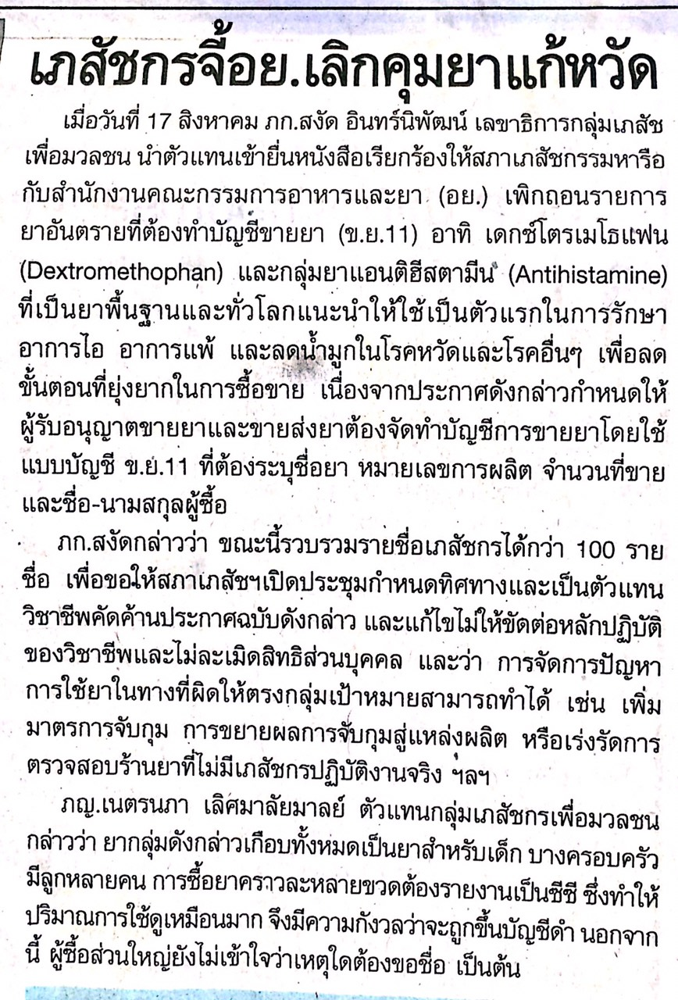 เภสัชกรจี้อย.เลิกคุมยาแก้หวัด
เมื่อวันที่ 17 สิงหาคม ภก.สงัด อินทร์นิพัฒน์ เลขาธิการกลุ่มเภสัช
เพื่อมวลชน นำตัวแทนเข้ายื่นหนังสือเรียกร้องให้สภาเภสัชกรรมหารือ
กับสำนักงานคณะกรรมการอาหารและยา (อย.) เพิกถอนรายการ
ยาอันตรายที่ต้องทำบัญชีขายยา (ข.ย.11) อาทิ เดกซ์โตรเมโธแฟน
(Dextromethophan) และกลุ่มยาแอนติฮีสตามีน (Antihistamine)
ที่เป็นยาพื้นฐานและทั่วโลกแนะนำให้ใช้เป็นตัวแรกในการรักษา
อาการไอ อาการแพ้ และลดน้ำมูกในโรคหวัดและโรคอื่นๆ เพื่อลด
ขั้นตอนที่ยุ่งยากในการซื้อขาย เนื่องจากประกาศดังกล่าวกำหนดให้
ผู้รับอนุญาตขายยาและขายส่งยาต้องจัดทำบัญชีการขายยาโดยใช้
แบบบัญชี ข.ย.11 ที่ต้องระบุชื่อยา หมายเลขการผลิต จำนวนที่ขาย
และชื่อ-นามสกุลผู้ซื้อ
ภก.สงัดกล่าวว่า ขณะนี้รวบรวมรายชื่อเภสัชกรได้กว่า 100 ราย
ชื่อ เพื่อขอให้สภาเภสัชฯเปิดประชุมกำหนดทิศทางและเป็นตัวแทน
วิชาชีพคัดค้านประกาศฉบับดังกล่าว และแก้ไขไม่ให้ขัดต่อหลักปฏิบัติ
ของวิชาชีพและไม่ละเมิดสิทธิส่วนบุคคล และว่า การจัดการปัญหา
การใช้ยาในทางที่ผิดให้ตรงกลุ่มเป้าหมายสามารถทำได้ เช่น เพิ่ม
มาตรการจับกุม การขยายผลการจับกุมสู่แหล่งผลิต หรือเร่งรัดการ
ตรวจสอบร้านยาที่ไม่มีเภสัชกรปฏิบัติงานจริง ฯลฯ
ภญ.เนตรนภา เลิศมาลัยมาลย์ ตัวแทนกลุ่มเภสัชกรเพื่อมวลชน
กล่าวว่า ยากลุ่มดังกล่าวเกือบทั้งหมดเป็นยาสำหรับเด็ก บางครอบครัว
มีลูกหลายคน การซื้อยาคราวละหลายขวดต้องรายงานเป็นซีซี ซึ่งทำให้
ปริมาณการใช้ดูเหมือนมาก จึงมีความกังวลว่าจะถูกขึ้นบัญชีดำ นอกจาก
นี้ ผู้ซื้อส่วนใหญ่ยังไม่เข้าใจว่าเหตุใดต้องขอชื่อ เป็นต้น